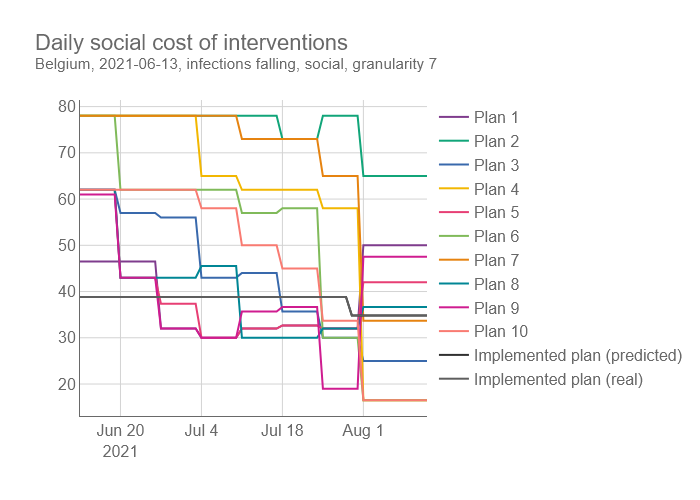 Daily social cost of interventions
Belgium, 2021-06-13, infections falling, social, granularity 7
80
70
60
50
40
30
20
Jun 20
2021
Jul 4
Jul 18
Aug 1
Plan 1
Plan 2
Plan 3
Plan 4
Plan 5
Plan 6
Plan 7
Plan 8
Plan 9
Plan 10
Implemented plan (predicted)
Implemented plan (real)